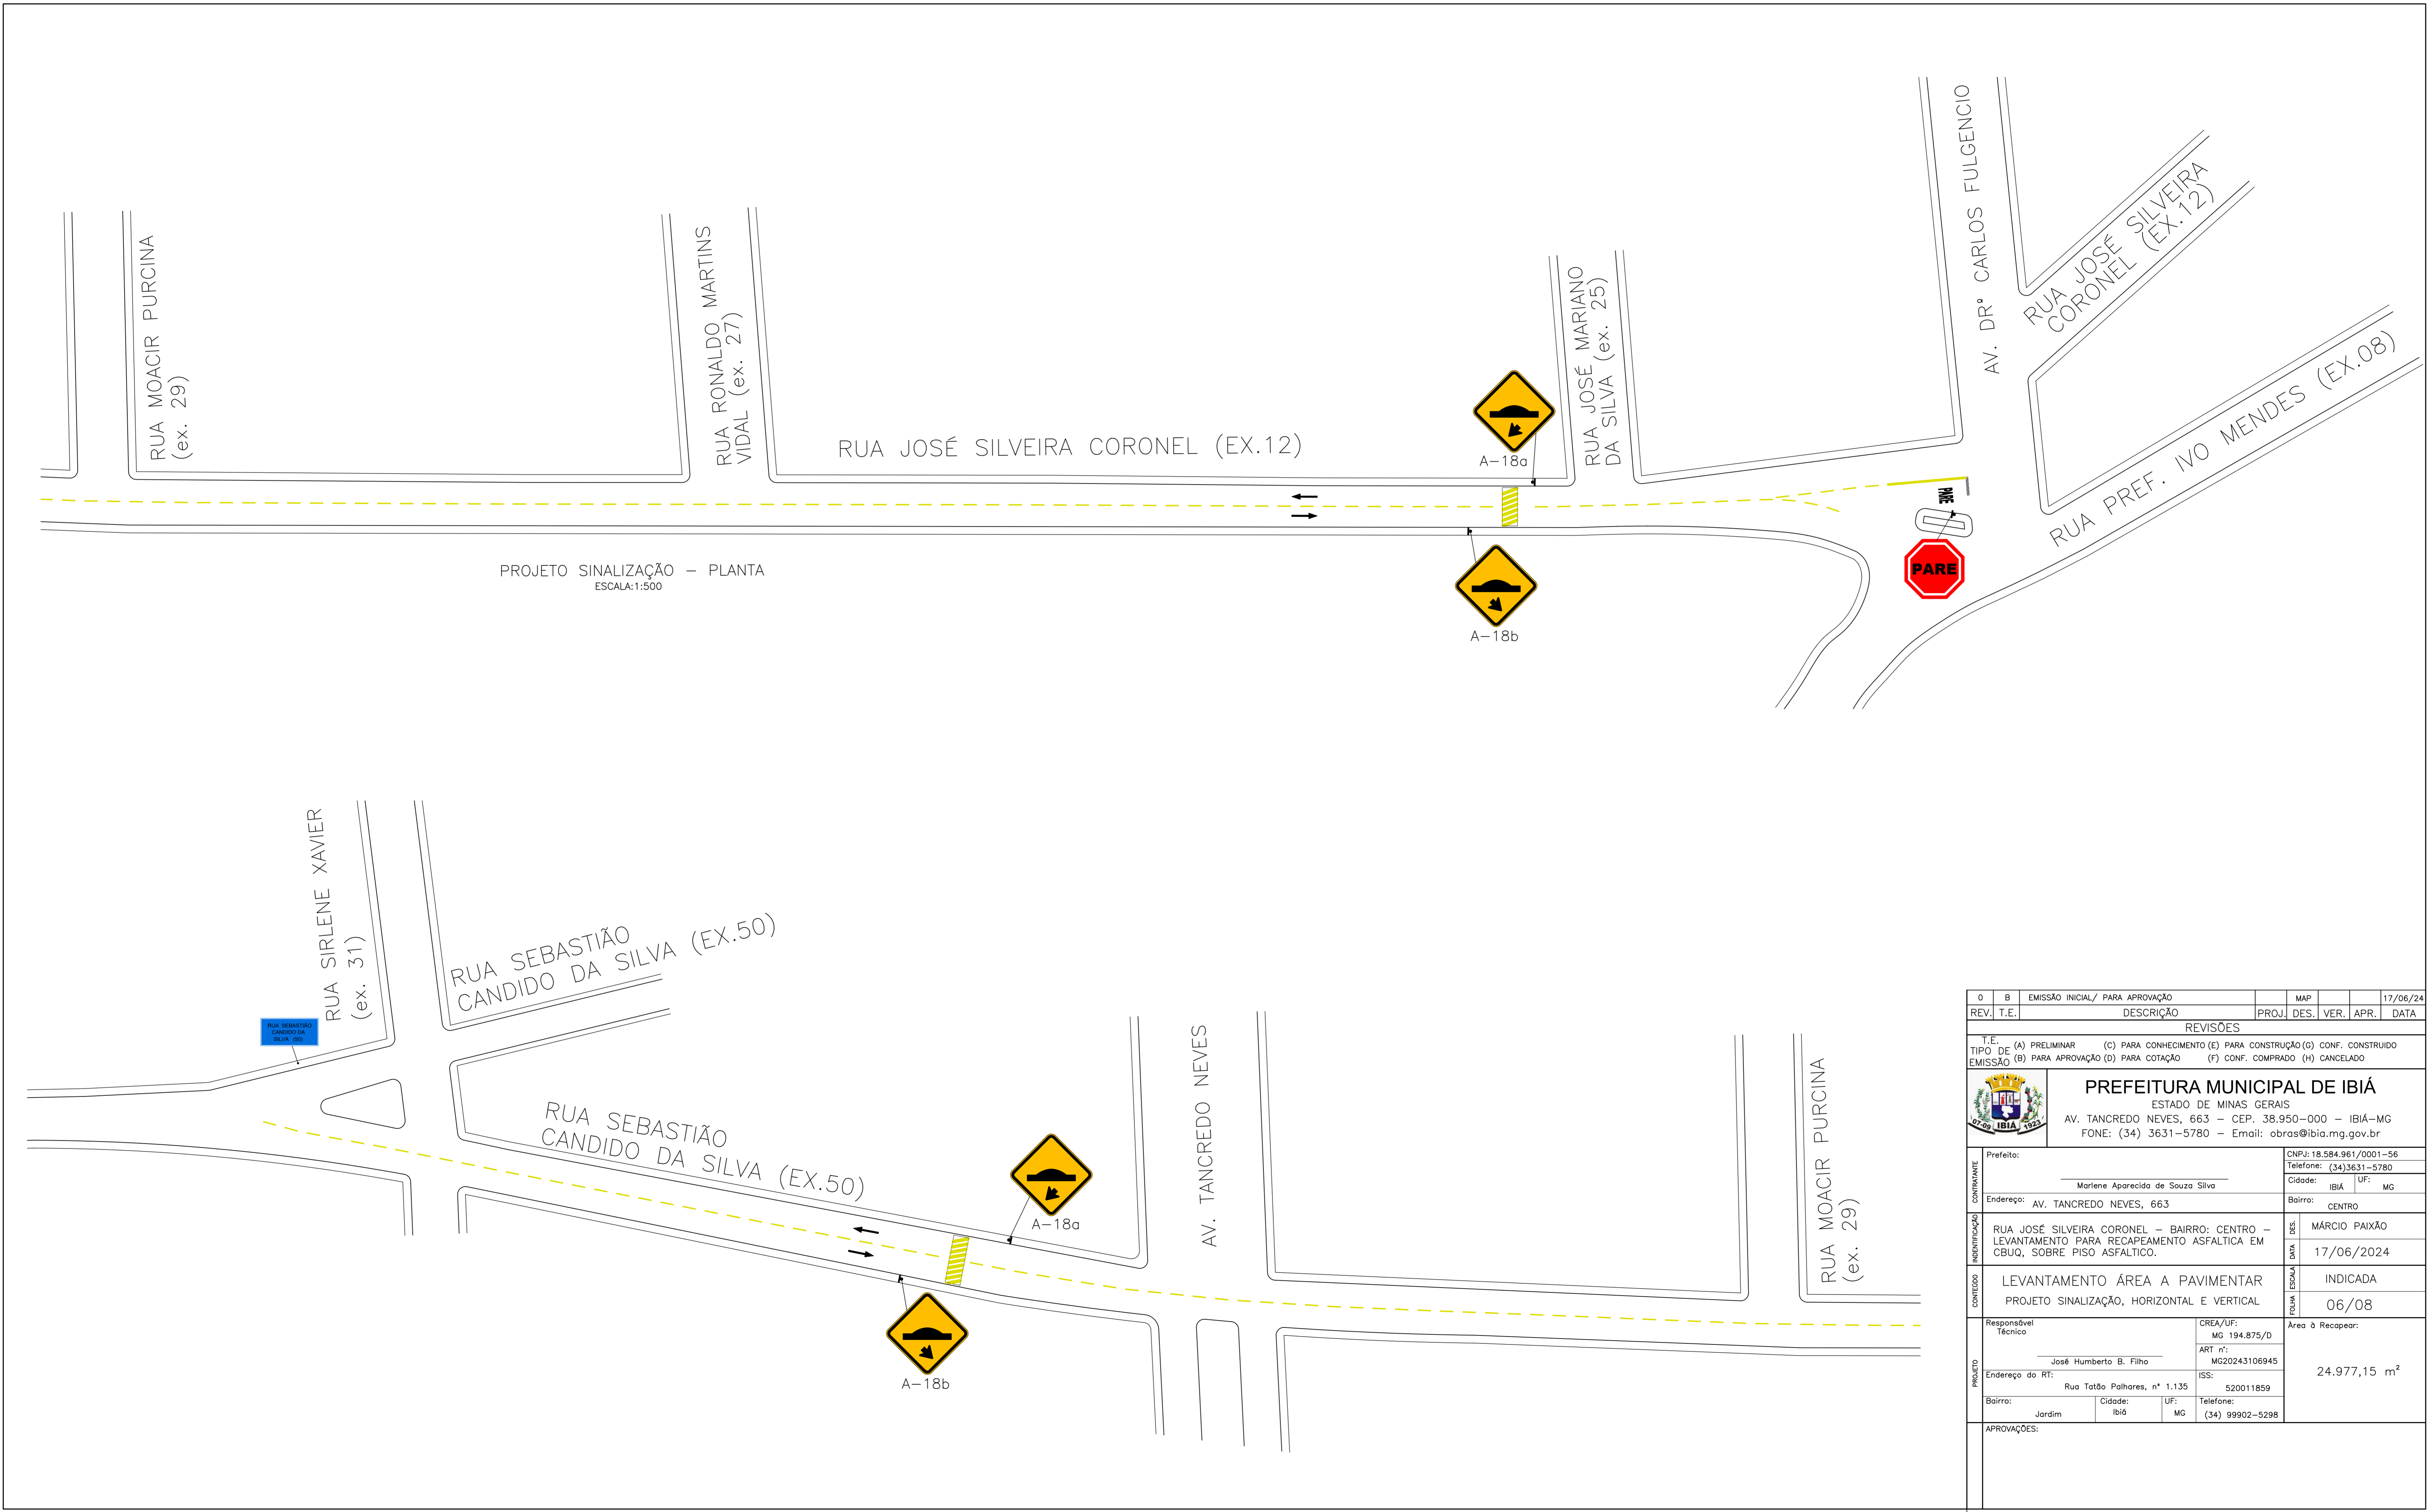 RUA MOACIR PURCINA
(ex. 29)
RUA RONALDO MARTINS
VIDAL (ex. 27)
RUA JOSÉ SILVEIRA CORONEL (EX.12)
A-18a
RUA JOSÉ MARIANO
DA SILVA (ex. 25)
AV. DRº CARLOS FULGENCIO
RUA JOSÉ SILVEIRA
CORONEL (EX.12)
RUA PREF. IVO MENDES (EX.08)
PARE
PARE
A-18b
PROJETO SINALIZAÇÃO - PLANTA
ESCALA:1:500
RUA SIRLENE XAVIER
(ex. 31)
RUA SEBASTIÃO
CANDIDO DA
SILVA (50)
RUA SEBASTIÃO
CANDIDO DA SILVA (EX.50)
RUA SEBASTIÃO
CANDIDO DA SILVA (EX.50)
A-18a
A-18b
AV. TANCREDO NEVES
RUA MOACIR PURCINA
(ex. 29)
0 B EMISSÃO INICIAL/ PARA APROVAÇÃO MAP 17/06/24
REV. T.E. DESCRIÇÃO PROJ. DES. VER. APR. DATA
REVISÕES
T.E.
TIPO DE
EMISSÃO
(A) PRELIMINAR (C) PARA CONHECIMENTO (E) PARA CONSTRUÇÃO (G) CONF. CONSTRUIDO
(B) PARA APROVAÇÃO (D) PARA COTAÇÃO (F) CONF. COMPRADO (H) CANCELADO
07-09 IBIÁ 1923
PREFEITURA MUNICIPAL DE IBIÁ
ESTADO DE MINAS GERAIS
AV. TANCREDO NEVES, 663 - CEP. 38.950-000 - IBIÁ-MG
FONE: (34) 3631-5780 - Email: obras@ibia.mg.gov.br
CONTRATANTE
Prefeito:
Marlene Aparecida de Souza Silva
CNPJ: 18.584.961/0001-56
Telefone: (34)3631-5780
Cidade: IBIÁ UF: MG
Endereço: AV. TANCREDO NEVES, 663
Bairro: CENTRO
INDENTIFICAÇÃO
RUA JOSÉ SILVEIRA CORONEL - BAIRRO: CENTRO -
LEVANTAMENTO PARA RECAPEAMENTO ASFALTICA EM
CBUQ, SOBRE PISO ASFALTICO.
DES. MÁRCIO PAIXÃO
DATA 17/06/2024
CONTEÚDO
LEVANTAMENTO ÁREA A PAVIMENTAR
PROJETO SINALIZAÇÃO, HORIZONTAL E VERTICAL
ESCALA INDICADA
FOLHA 06/08
PROJETO
Responsável
Técnico
José Humberto B. Filho
CREA/UF:
MG 194.875/D
ART n°:
MG20243106945
Área à Recapear:
24.977,15 m²
Endereço do RT:
Rua Tatão Palhares, n° 1.135
ISS:
520011859
Bairro: Jardim
Cidade: Ibiá
UF: MG
Telefone:
(34) 99902-5298
APROVAÇÕES: